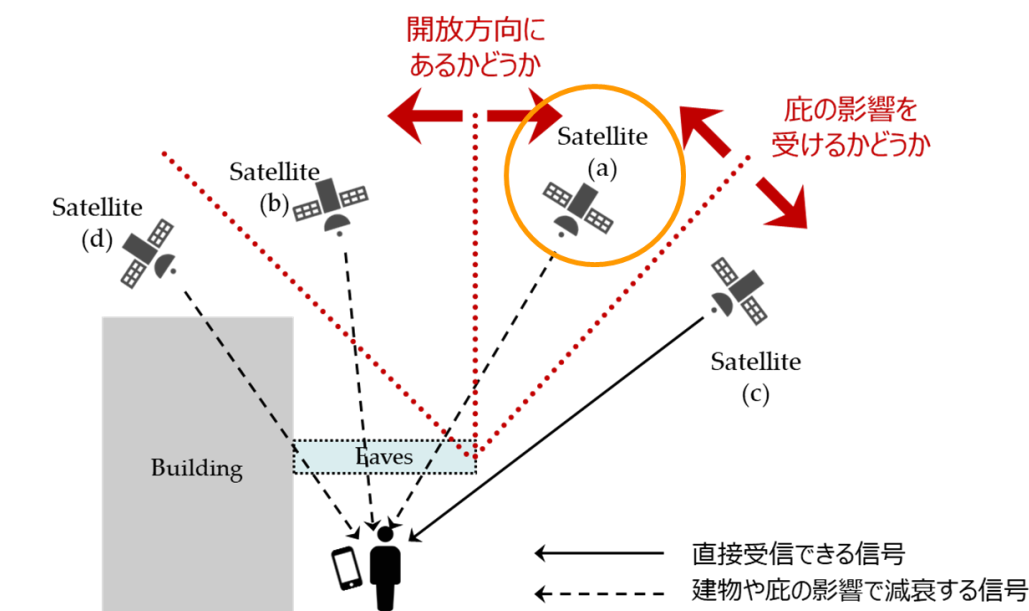 開放方向に
あるかどうか
庇の影響を
受けるかどうか
Satellite
(a)
Satellite
(b)
Satellite
(d)
Satellite
(c)
Eaves
Building
直接受信できる信号
建物や庇の影響で減衰する信号